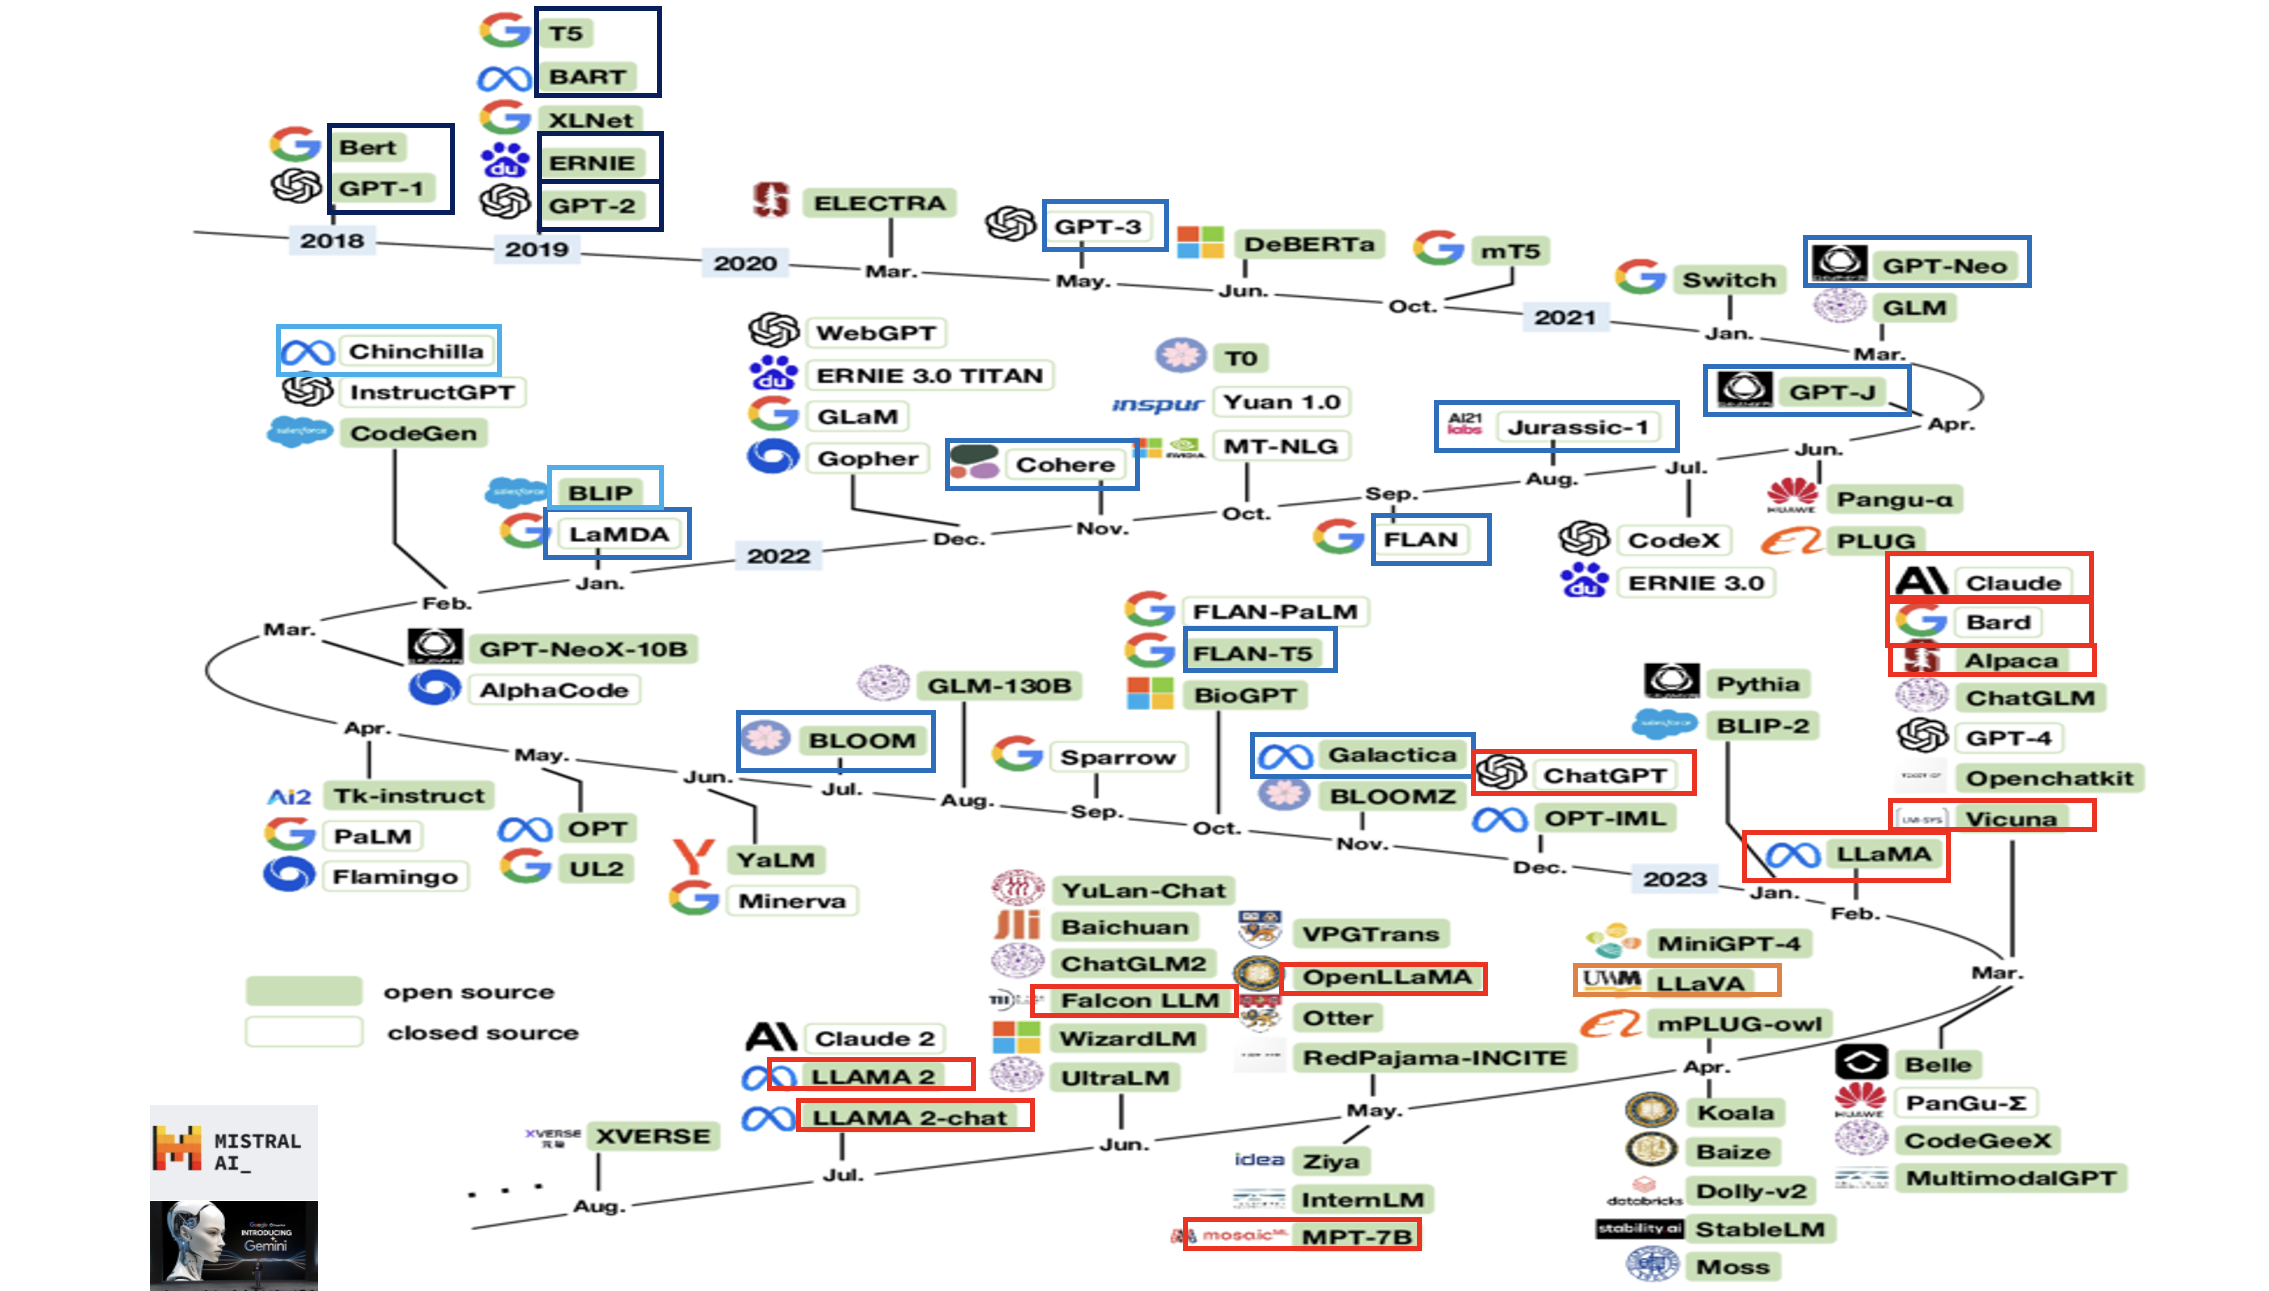 T5
BART
XLNet
ERNIE
GPT-2
Bert
GPT-1
2018
2019
2020
ELECTRA
Mar.
GPT-3
May.
DeBERTa
Jun.
mT5
Oct.
2021
Switch
Jan.
GPT-Neo
GLM
Mar.
GPT-J
Apr.
Jun.
Pangu-α
HUAWEI
PLUG
Jul.
CodeX
ERNIE 3.0
AI21 labs
Jurassic-1
Aug.
Sep.
FLAN
T0
inspur
Yuan 1.0
NVIDIA
MT-NLG
Oct.
Cohere
Nov.
WebGPT
du
ERNIE 3.0 TITAN
GLaM
Gopher
Dec.
2022
salesforce
BLIP
LaMDA
Jan.
Chinchilla
InstructGPT
salesforce
CodeGen
Feb.
Mar.
GPT-NeoX-10B
AlphaCode
Apr.
Ai2
Tk-instruct
PaLM
Flamingo
May.
OPT
UL2
Jun.
YaLM
Minerva
BLOOM
Jul.
GLM-130B
Aug.
Sparrow
Sep.
FLAN-PaLM
FLAN-T5
BioGPT
Oct.
Galactica
BLOOMZ
Nov.
ChatGPT
OPT-IML
Dec.
2023
Pythia
BLIP-2
Jan.
LLaMA
Feb.
Claude
Bard
Alpaca
ChatGLM
GPT-4
Openchatkit
Vicuna
Mar.
Belle
HUAWEI
PanGu-Σ
CodeGeeX
MultimodalGPT
MiniGPT-4
UWM
LLaVA
mPLUG-owl
Apr.
Koala
Baize
databricks
Dolly-v2
stability ai
StableLM
Moss
VPGTrans
OpenLLaMA
Otter
RedPajama-INCITE
May.
idea
Ziya
InternLM
mosaicML
MPT-7B
YuLan-Chat
Baichuan
ChatGLM2
Falcon LLM
WizardLM
UltraLM
Jun.
Claude 2
LLAMA 2
LLAMA 2-chat
Jul.
XVERSE
XVERSE
Aug.
. . .
open source
closed source
MISTRAL
AI_
INTRODUCING
Gemini